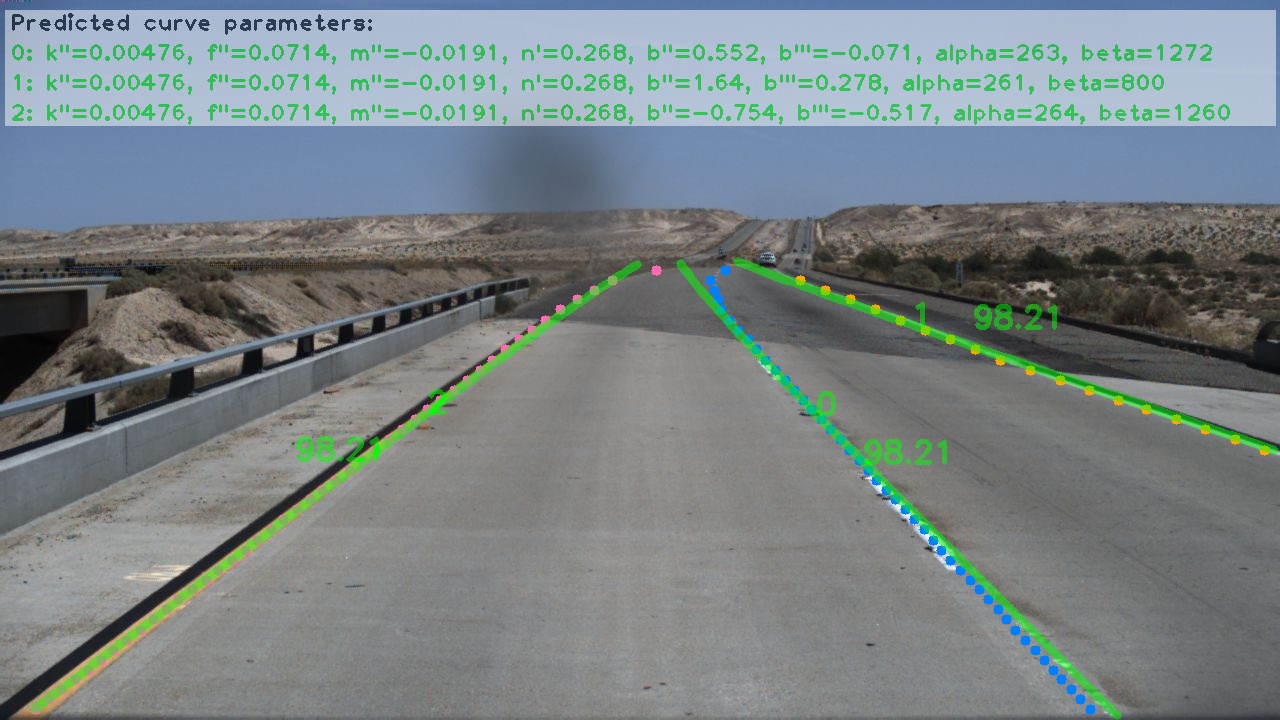 Predicted curve parameters:
0: k''=0.00476, f''=0.0714, m''=−0.0191, n'=0.268, b''=0.552, b'''=−0.071, alpha=263, beta=1272
1: k''=0.00476, f''=0.0714, m''=−0.0191, n'=0.268, b''=1.64, b'''=0.278, alpha=261, beta=800
2: k''=0.00476, f''=0.0714, m''=−0.0191, n'=0.268, b''=−0.754, b'''=−0.517, alpha=264, beta=1260
1 98.21
2 0
98.21 98.21